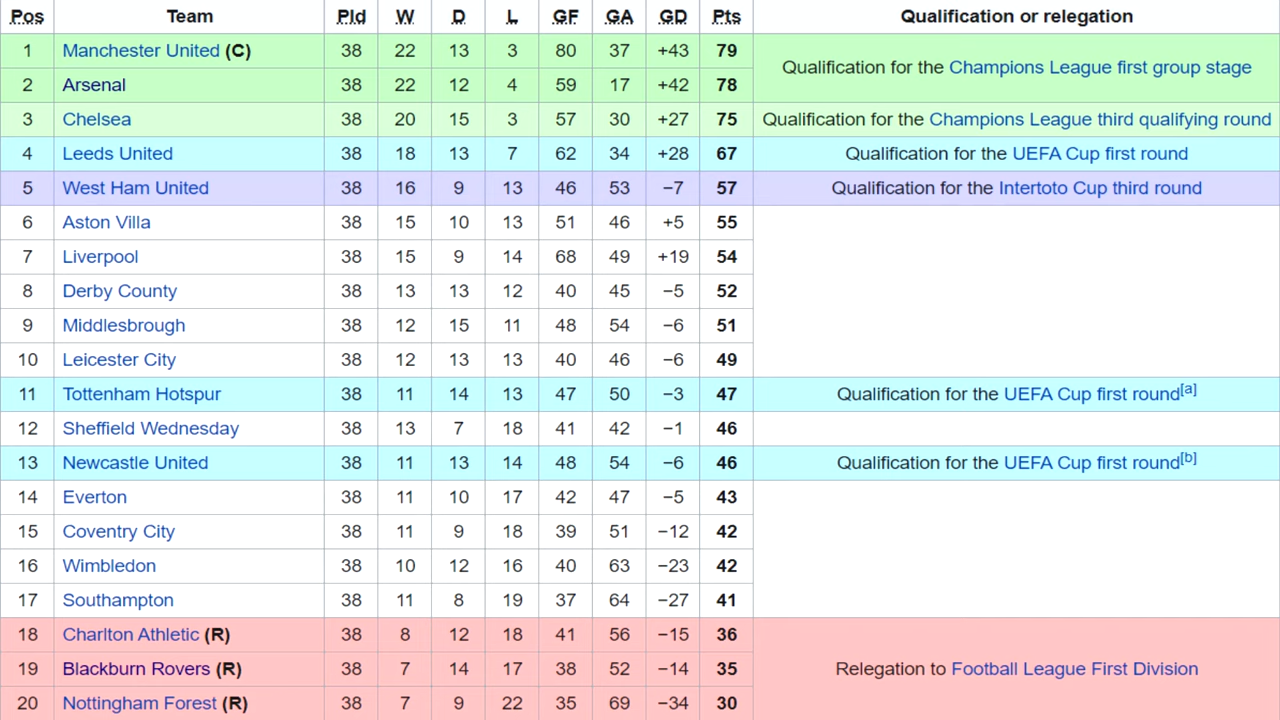 Pos Team Pld W D L GF GA GD Pts Qualification or relegation
1 Manchester United (C) 38 22 13 3 80 37 +43 79 Qualification for the Champions League first group stage
2 Arsenal 38 22 12 4 59 17 +42 78
3 Chelsea 38 20 15 3 57 30 +27 75 Qualification for the Champions League third qualifying round
4 Leeds United 38 18 13 7 62 34 +28 67 Qualification for the UEFA Cup first round
5 West Ham United 38 16 9 13 46 53 −7 57 Qualification for the Intertoto Cup third round
6 Aston Villa 38 15 10 13 51 46 +5 55
7 Liverpool 38 15 9 14 68 49 +19 54
8 Derby County 38 13 13 12 40 45 −5 52
9 Middlesbrough 38 12 15 11 48 54 −6 51
10 Leicester City 38 12 13 13 40 46 −6 49
11 Tottenham Hotspur 38 11 14 13 47 50 −3 47 Qualification for the UEFA Cup first round[a]
12 Sheffield Wednesday 38 13 7 18 41 42 −1 46
13 Newcastle United 38 11 13 14 48 54 −6 46 Qualification for the UEFA Cup first round[b]
14 Everton 38 11 10 17 42 47 −5 43
15 Coventry City 38 11 9 18 39 51 −12 42
16 Wimbledon 38 10 12 16 40 63 −23 42
17 Southampton 38 11 8 19 37 64 −27 41
18 Charlton Athletic (R) 38 8 12 18 41 56 −15 36
19 Blackburn Rovers (R) 38 7 14 17 38 52 −14 35 Relegation to Football League First Division
20 Nottingham Forest (R) 38 7 9 22 35 69 −34 30